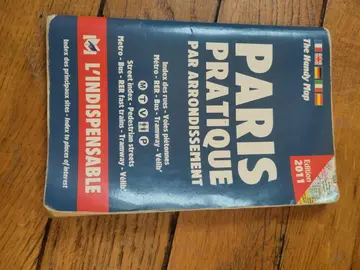 The Handy Map
PARIS
PRATIQUE
PAR ARRONDISSEMENT
Édition
2011
Index des rues - Voies piétonnes
Métro - RER - Bus - Tramway - Vélib'
M T V P
Street index - Pedestrian streets
Metro - Bus - RER fast trains - Tramway - Vélib'
L'INDISPENSABLE
Index des principaux sites - Index to places of interest